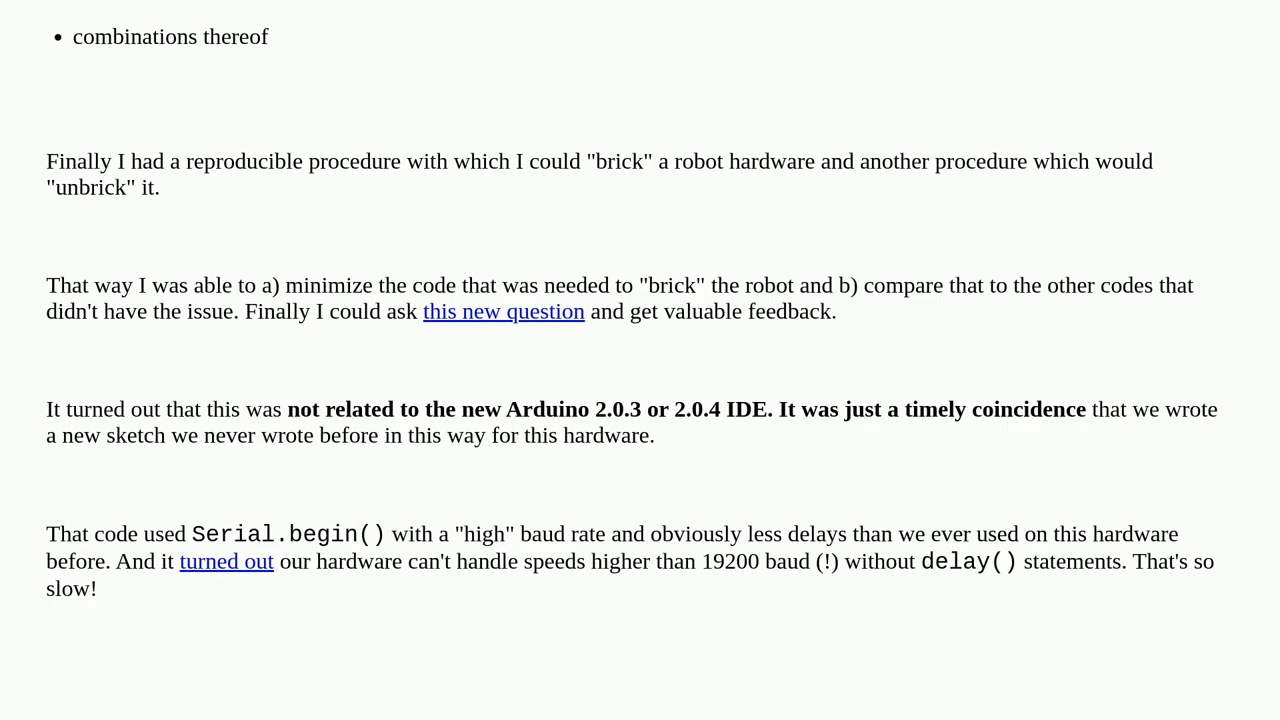 • combinations thereof
Finally I had a reproducible procedure with which I could "brick" a robot hardware and another procedure which would
"unbrick" it.
That way I was able to a) minimize the code that was needed to "brick" the robot and b) compare that to the other codes that
didn't have the issue. Finally I could ask this new question and get valuable feedback.
It turned out that this was not related to the new Arduino 2.0.3 or 2.0.4 IDE. It was just a timely coincidence that we wrote
a new sketch we never wrote before in this way for this hardware.
That code used Serial.begin() with a "high" baud rate and obviously less delays than we ever used on this hardware
before. And it turned out our hardware can't handle speeds higher than 19200 baud (!) without delay() statements. That's so
slow!